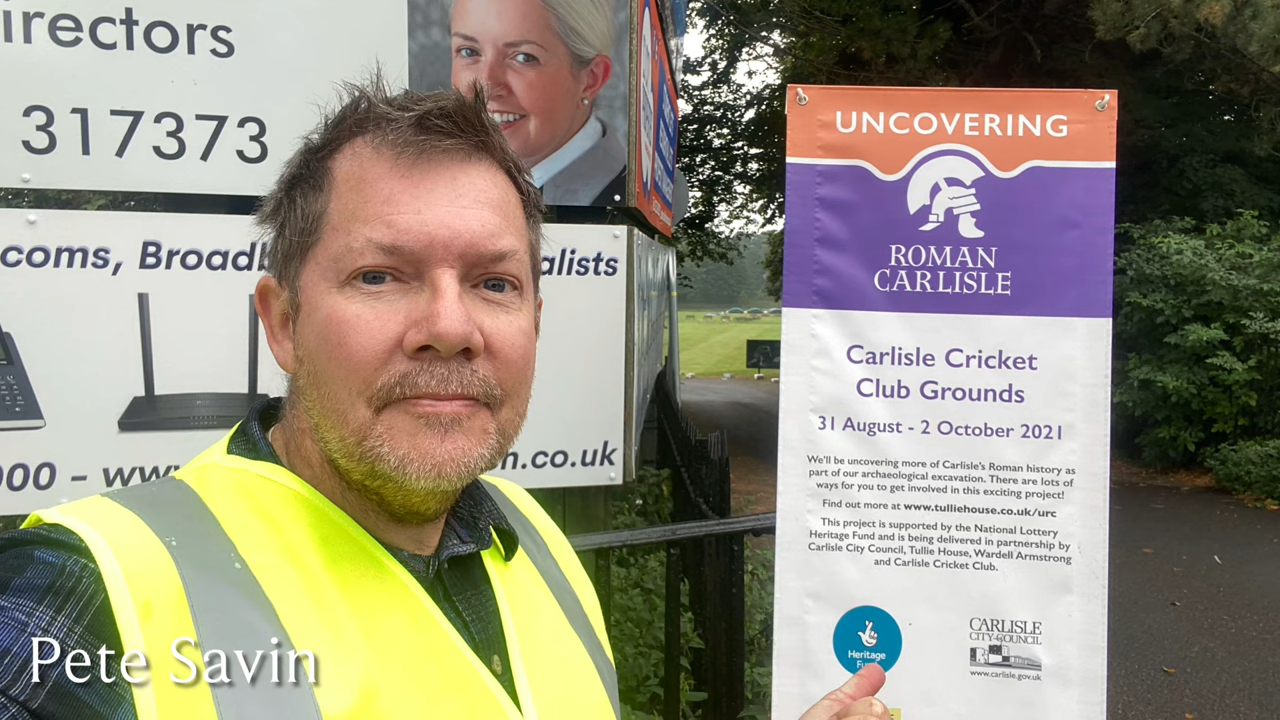 irectors
317373
coms, Broadb
alists
000 - www
n.co.uk
UNCOVERING
ROMAN
CARLISLE
Carlisle Cricket
Club Grounds
31 August - 2 October 2021
We'll be uncovering more of Carlisle's Roman history as
part of our archaeological excavation. There are lots of
ways for you to get involved in this exciting project!
Find out more at www.tulliehouse.co.uk/urc
This project is supported by the National Lottery
Heritage Fund and is being delivered in partnership by
Carlisle City Council, Tullie House, Wardell Armstrong
and Carlisle Cricket Club.
Heritage
Fu
CARLISLE
CITY-COUNCIL
www.carlisle.gov.uk
Pete Savin